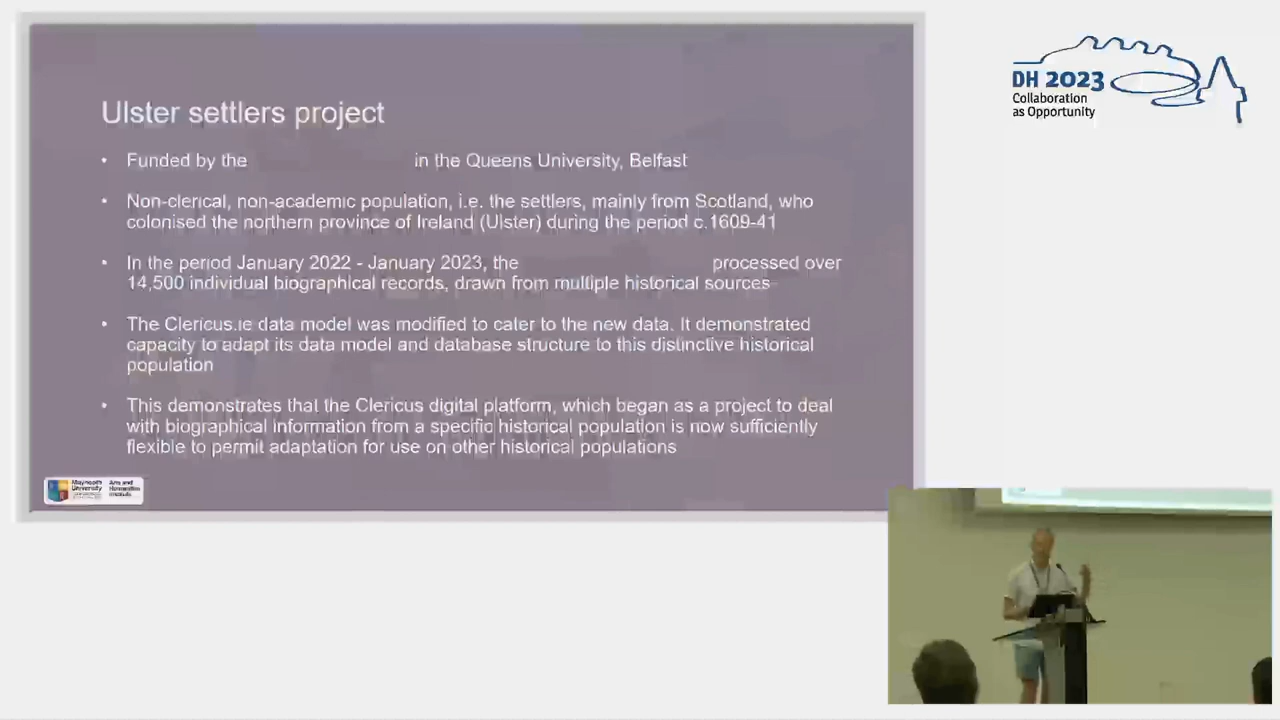 Ulster settlers project
• Funded by the in the Queens University, Belfast
• Non-clerical, non-academic population, i.e. the settlers, mainly from Scotland, who
colonised the northern province of Ireland (Ulster) during the period c.1609-41
• In the period January 2022 - January 2023, the processed over
14,500 individual biographical records, drawn from multiple historical sources
• The Clericus.ie data model was modified to cater to the new data. It demonstrated
capacity to adapt its data model and database structure to this distinctive historical
population
• This demonstrates that the Clericus digital platform, which began as a project to deal
with biographical information from a specific historical population is now sufficiently
flexible to permit adaptation for use on other historical populations
Maynooth
University
Arts and
Humanities
Institute
DH 2023
Collaboration
as Opportunity